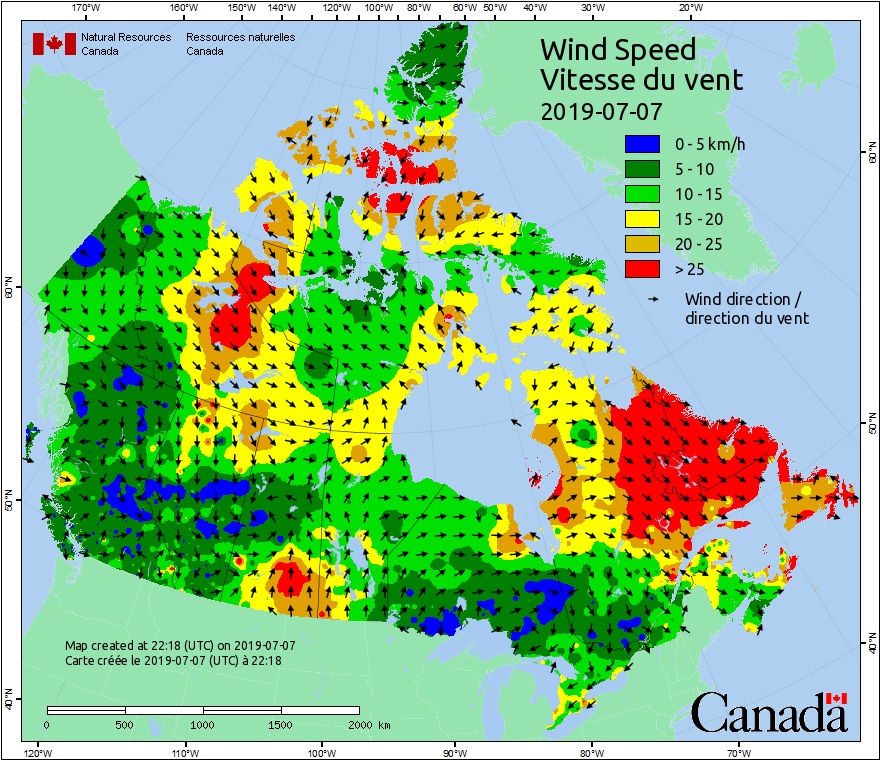 170°W 160°W 150°W 140°W 120°W 100°W 80°W 60°W 50°W 40°W 30°W 20°W
Natural Resources Ressources naturelles
Canada Canada
Wind Speed
Vitesse du vent
2019-07-07
0 - 5 km/h
5 - 10
10 - 15
15 - 20
20 - 25
> 25
Wind direction /
direction du vent
60°N
60°N
50°N
50°N
40°N
40°N
Map created at 22:18 (UTC) on 2019-07-07
Carte créée le 2019-07-07 (UTC) à 22:18
0 500 1000 1500 2000 km
Canada
120°W 110°W 100°W 90°W 80°W 70°W